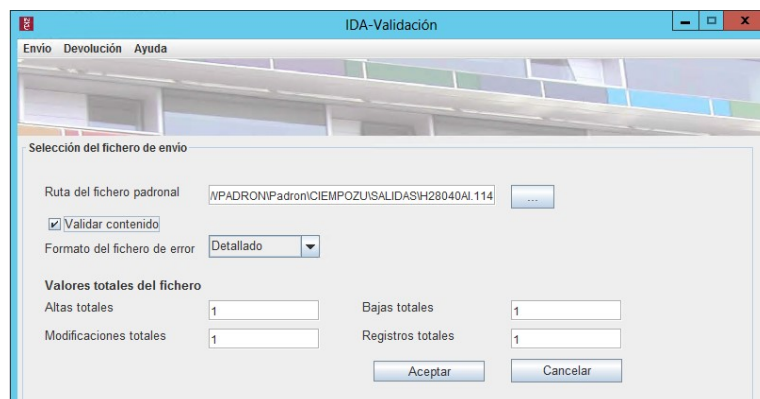 IDA-Validación
Envío Devolución Ayuda
Selección del fichero de envío
Ruta del fichero padronal
\Padron\CIEMPOZU\SALIDAS\H28040AI.114
...
Validar contenido
Formato del fichero de error
Detallado
Valores totales del fichero
Altas totales 1 Bajas totales 1
Modificaciones totales 1 Registros totales 1
Aceptar Cancelar